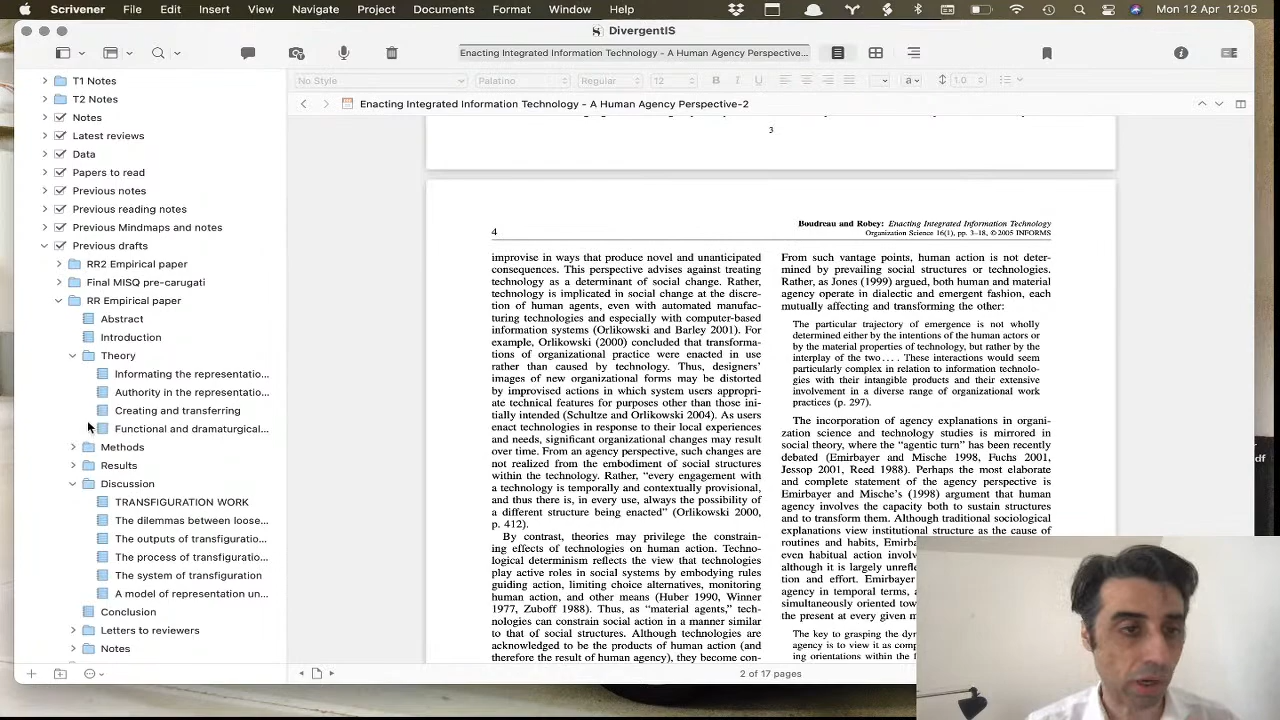 Scrivener File Edit Insert View Navigate Project Documents Format Window Help Mon 12 Apr 12:05
DivergentIS
Enacting Integrated Information Technology - A Human Agency Perspective...
No Style Palatino Regular 12 B I U a 1.0
Enacting Integrated Information Technology - A Human Agency Perspective-2
T1 Notes
T2 Notes
Notes
Latest reviews
Data
Papers to read
Previous notes
Previous reading notes
Previous Mindmaps and notes
Previous drafts
RR2 Empirical paper
Final MISQ pre-carugati
RR Empirical paper
Abstract
Introduction
Theory
Informating the representatio...
Authority in the representatio...
Creating and transferring
Functional and dramaturgical...
Methods
Results
Discussion
TRANSFIGURATION WORK
The dilemmas between loose...
The outputs of transfiguratio...
The process of transfiguratio...
The system of transfiguration
A model of representation un...
Conclusion
Letters to reviewers
Notes
3
4
Boudreau and Robey: Enacting Integrated Information Technology
Organization Science 16(1), pp. 3–18, © 2005 INFORMS
improvise in ways that produce novel and unanticipated
consequences. This perspective advises against treating
technology as a determinant of social change. Rather,
technology is implicated in social change at the discre-
tion of human agents, even with automated manufac-
turing technologies and especially with computer-based
information systems (Orlikowski and Barley 2001). For
example, Orlikowski (2000) concluded that transforma-
tions of organizational practice were enacted in use
rather than caused by technology. Thus, designers’
images of new organizational forms may be distorted
by improvised actions in which system users appropri-
ate technical features for purposes other than those ini-
tially intended (Schultze and Orlikowski 2004). As users
enact technologies in response to their local experiences
and needs, significant organizational changes may result
over time. From an agency perspective, such changes are
not realized from the embodiment of social structures
within the technology. Rather, “every engagement with
a technology is temporally and contextually provisional,
and thus there is, in every use, always the possibility of
a different structure being enacted” (Orlikowski 2000,
p. 412).
By contrast, theories may privilege the constrain-
ing effects of technologies on human action. Techno-
logical determinism reflects the view that technologies
play active roles in social systems by embodying rules
guiding action, limiting choice alternatives, monitoring
human action, and other means (Huber 1990, Winner
1977, Zuboff 1988). Thus, as “material agents,” tech-
nologies can constrain social action in a manner similar
to that of social structures. Although technologies are
acknowledged to be the products of human action (and
therefore the result of human agency), they become con-
From such vantage points, human action is not deter-
mined by prevailing social structures or technologies.
Rather, as Jones (1999) argued, both human and material
agency operate in dialectic and emergent fashion, each
mutually affecting and transforming the other:
The particular trajectory of emergence is not wholly
determined either by the intentions of the human actors or
by the material properties of technology, but rather by the
interplay of the two.... These interactions would seem
particularly complex in relation to information technolo-
gies with their intangible products and their extensive
involvement in a diverse range of organizational work
practices (p. 297).
The incorporation of agency explanations in organi-
zation science and technology studies is mirrored in
social theory, where the “agentic turn” has been recently
debated (Emirbayer and Mische 1998, Fuchs 2001,
Jessop 2001, Reed 1988). Perhaps the most elaborate
and complete statement of the agency perspective is
Emirbayer and Mische’s (1998) argument that human
agency involves the capacity both to sustain structures
and to transform them. Although traditional sociological
explanations view institutional structure as the cause of
routines and habits, Emirba
even habitual action involv
although it is largely unrefl
tion and effort. Emirbayer
agency in temporal terms, a
simultaneously oriented tow
the present at every given m
The key to grasping the dyn
agency is to view it as comp
ing orientations within the f
2 of 17 pages
df